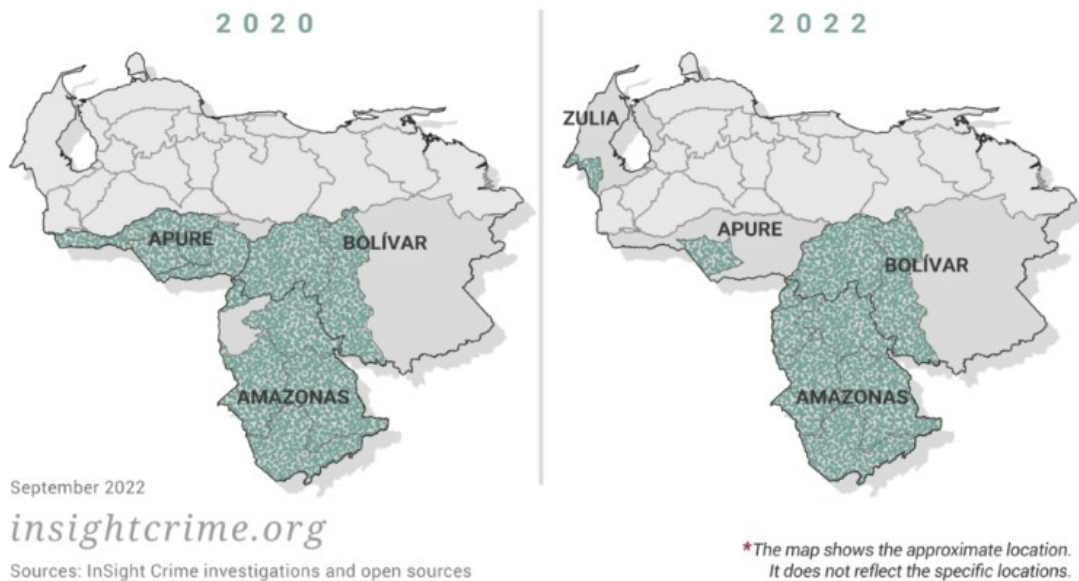 2020
2022
ZULIA
APURE
BOLÍVAR
AMAZONAS
APURE
BOLÍVAR
AMAZONAS
September 2022
insightcrime.org
Sources: InSight Crime investigations and open sources
*The map shows the approximate location.
It does not reflect the specific locations.